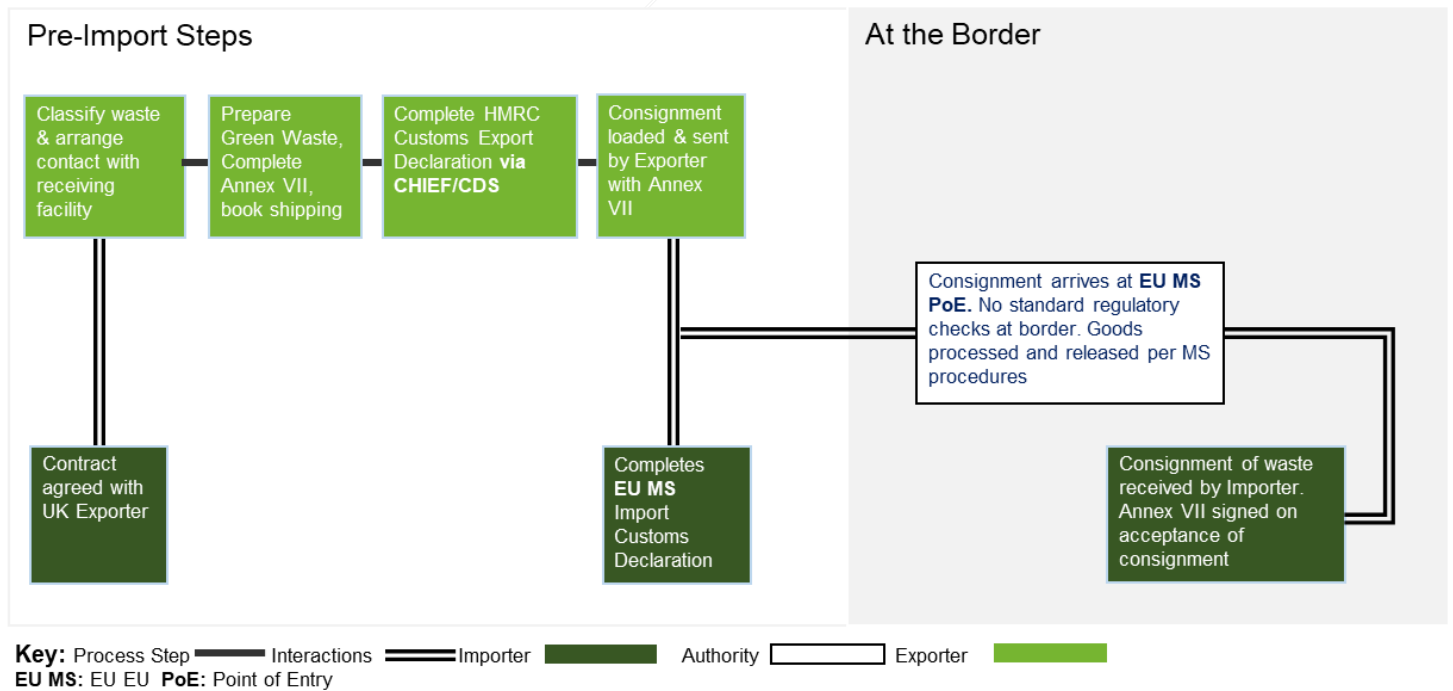 Pre-Import Steps
At the Border
Classify waste
& arrange
contact with
receiving
facility
Prepare
Green Waste,
Complete
Annex VII,
book shipping
Complete HMRC
Customs Export
Declaration via
CHIEF/CDS
Consignment
loaded & sent
by Exporter
with Annex
VII
Consignment arrives at EU MS
PoE. No standard regulatory
checks at border. Goods
processed and released per MS
procedures
Contract
agreed with
UK Exporter
Completes
EU MS
Import
Customs
Declaration
Consignment of waste
received by Importer.
Annex VII signed on
acceptance of
consignment
Key: Process Step Interactions Importer Authority Exporter
EU MS: EU EU PoE: Point of Entry